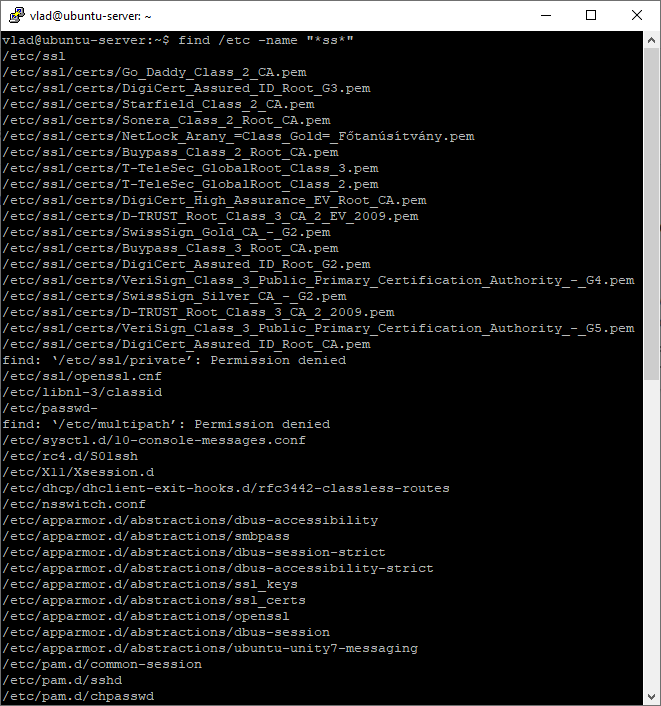 vlad@ubuntu-server: ~
vlad@ubuntu-server:~$ find /etc -name "*ss*"
/etc/ssl
/etc/ssl/certs/Go_Daddy_Class_2_CA.pem
/etc/ssl/certs/DigiCert_Assured_ID_Root_G3.pem
/etc/ssl/certs/Starfield_Class_2_CA.pem
/etc/ssl/certs/Sonera_Class_2_Root_CA.pem
/etc/ssl/certs/NetLock_Arany_=Class_Gold=_Főtanúsítvány.pem
/etc/ssl/certs/Buypass_Class_2_Root_CA.pem
/etc/ssl/certs/T-TeleSec_GlobalRoot_Class_3.pem
/etc/ssl/certs/T-TeleSec_GlobalRoot_Class_2.pem
/etc/ssl/certs/DigiCert_High_Assurance_EV_Root_CA.pem
/etc/ssl/certs/D-TRUST_Root_Class_3_CA_2_EV_2009.pem
/etc/ssl/certs/SwissSign_Gold_CA_-_G2.pem
/etc/ssl/certs/Buypass_Class_3_Root_CA.pem
/etc/ssl/certs/DigiCert_Assured_ID_Root_G2.pem
/etc/ssl/certs/VeriSign_Class_3_Public_Primary_Certification_Authority_-_G4.pem
/etc/ssl/certs/SwissSign_Silver_CA_-_G2.pem
/etc/ssl/certs/D-TRUST_Root_Class_3_CA_2_2009.pem
/etc/ssl/certs/VeriSign_Class_3_Public_Primary_Certification_Authority_-_G5.pem
/etc/ssl/certs/DigiCert_Assured_ID_Root_CA.pem
find: ‘/etc/ssl/private’: Permission denied
/etc/ssl/openssl.cnf
/etc/libnl-3/classid
/etc/passwd-
find: ‘/etc/multipath’: Permission denied
/etc/sysctl.d/10-console-messages.conf
/etc/rc4.d/S01ssh
/etc/X11/Xsession.d
/etc/dhcp/dhclient-exit-hooks.d/rfc3442-classless-routes
/etc/nsswitch.conf
/etc/apparmor.d/abstractions/dbus-accessibility
/etc/apparmor.d/abstractions/smbpass
/etc/apparmor.d/abstractions/dbus-session-strict
/etc/apparmor.d/abstractions/dbus-accessibility-strict
/etc/apparmor.d/abstractions/ssl_keys
/etc/apparmor.d/abstractions/ssl_certs
/etc/apparmor.d/abstractions/openssl
/etc/apparmor.d/abstractions/dbus-session
/etc/apparmor.d/abstractions/ubuntu-unity7-messaging
/etc/pam.d/common-session
/etc/pam.d/sshd
/etc/pam.d/chpasswd